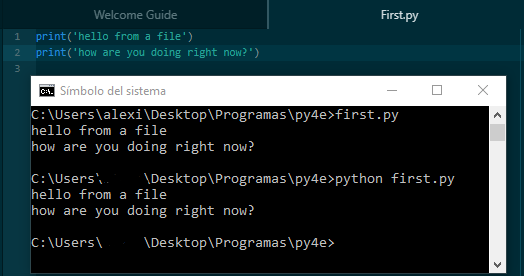 Welcome Guide
First.py
1 print('hello from a file')
2 print('how are you doing right now?')
3
Símbolo del sistema
C:\Users\alexi\Desktop\Programas\py4e>first.py
hello from a file
how are you doing right now?
C:\Users\ \Desktop\Programas\py4e>python first.py
hello from a file
how are you doing right now?
C:\Users\ \Desktop\Programas\py4e>